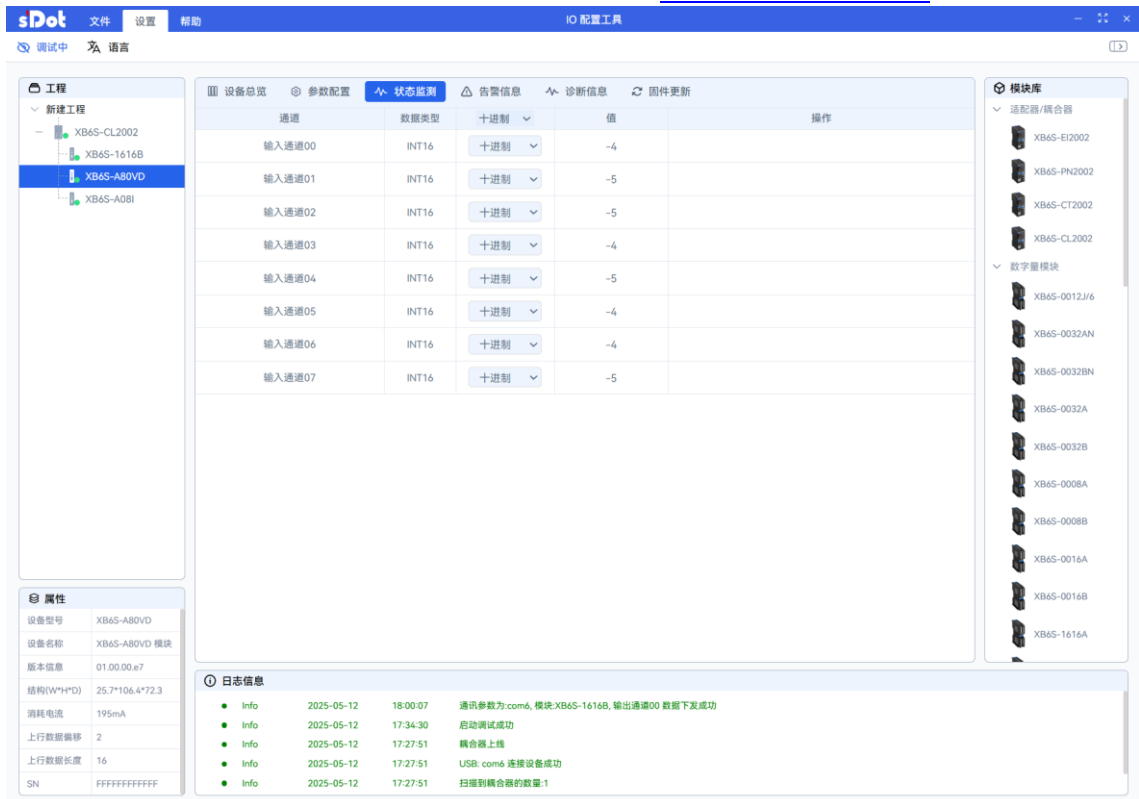 sDot 文件 设置 帮助 IO 配置工具
调试中 语言
工程
新建工程
XB6S-CL2002
XB6S-1616B
XB6S-A80VD
XB6S-A08I
属性
设备型号 XB6S-A80VD
设备名称 XB6S-A80VD 模块
版本信息 01.00.00.e7
结构(W*H*D) 25.7*106.4*72.3
消耗电流 195mA
上行数据偏移 2
上行数据长度 16
SN FFFFFFFFFFFF
设备总览 参数配置 状态监测 告警信息 诊断信息 固件更新
通道 数据类型 十进制 值 操作
输入通道00 INT16 十进制 -4
输入通道01 INT16 十进制 -5
输入通道02 INT16 十进制 -5
输入通道03 INT16 十进制 -4
输入通道04 INT16 十进制 -5
输入通道05 INT16 十进制 -4
输入通道06 INT16 十进制 -4
输入通道07 INT16 十进制 -5
日志信息
Info 2025-05-12 18:00:07 通讯参数为:com6, 模块:XB6S-1616B, 输出通道00 数据下发成功
Info 2025-05-12 17:34:30 启动调试成功
Info 2025-05-12 17:27:51 耦合器上线
Info 2025-05-12 17:27:51 USB: com6 连接设备成功
Info 2025-05-12 17:27:51 扫描到耦合器的数量:1
模块库
适配器/耦合器
XB6S-EI2002
XB6S-PN2002
XB6S-CT2002
XB6S-CL2002
数字量模块
XB6S-0012J/6
XB6S-0032AN
XB6S-0032BN
XB6S-0032A
XB6S-0032B
XB6S-0008A
XB6S-0008B
XB6S-0016A
XB6S-0016B
XB6S-1616A